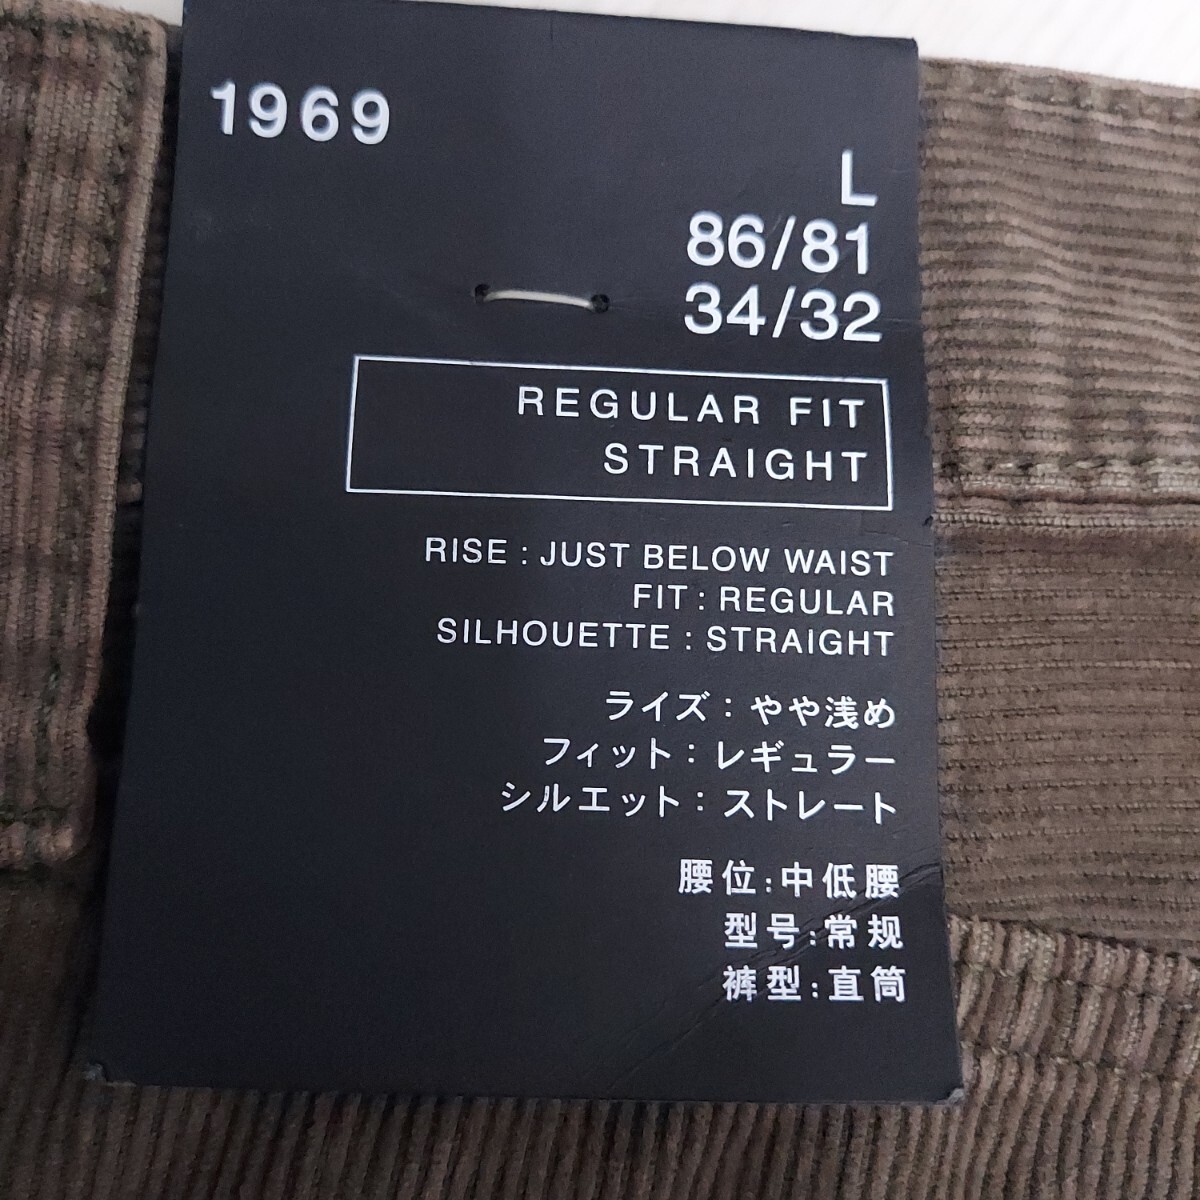 1969
L
86/81
34/32
REGULAR FIT
STRAIGHT
RISE : JUST BELOW WAIST
FIT : REGULAR
SILHOUETTE : STRAIGHT
ライズ：やや浅め
フィット：レギュラー
シルエット：ストレート
腰位:中低腰
型号:常规
裤型:直筒